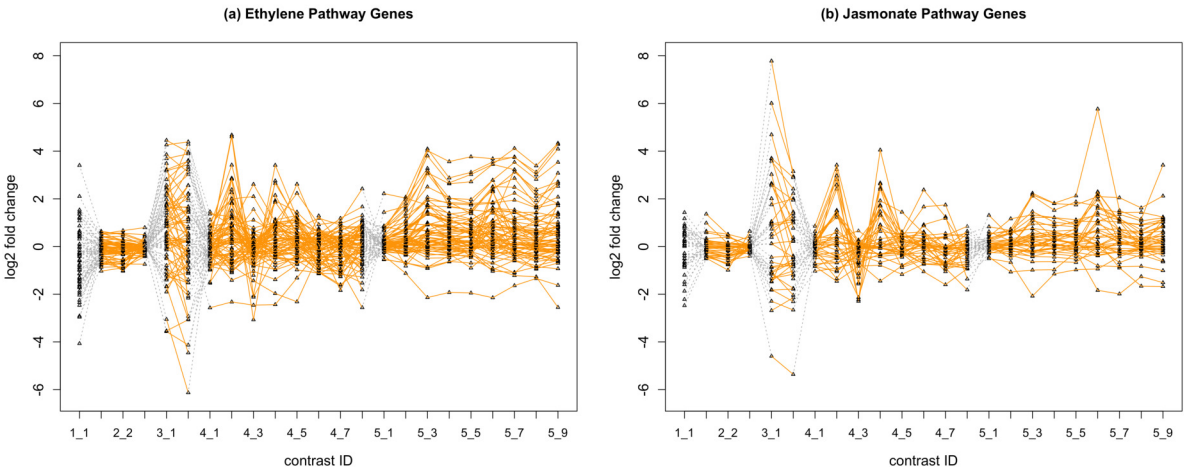 (a) Ethylene Pathway Genes
8
6
4
2
0
-2
-4
-6
log2 fold change
1_1 2_2 3_1 4_1 4_3 4_5 4_7 5_1 5_3 5_5 5_7 5_9
contrast ID
(b) Jasmonate Pathway Genes
8
6
4
2
0
-2
-4
-6
log2 fold change
1_1 2_2 3_1 4_1 4_3 4_5 4_7 5_1 5_3 5_5 5_7 5_9
contrast ID